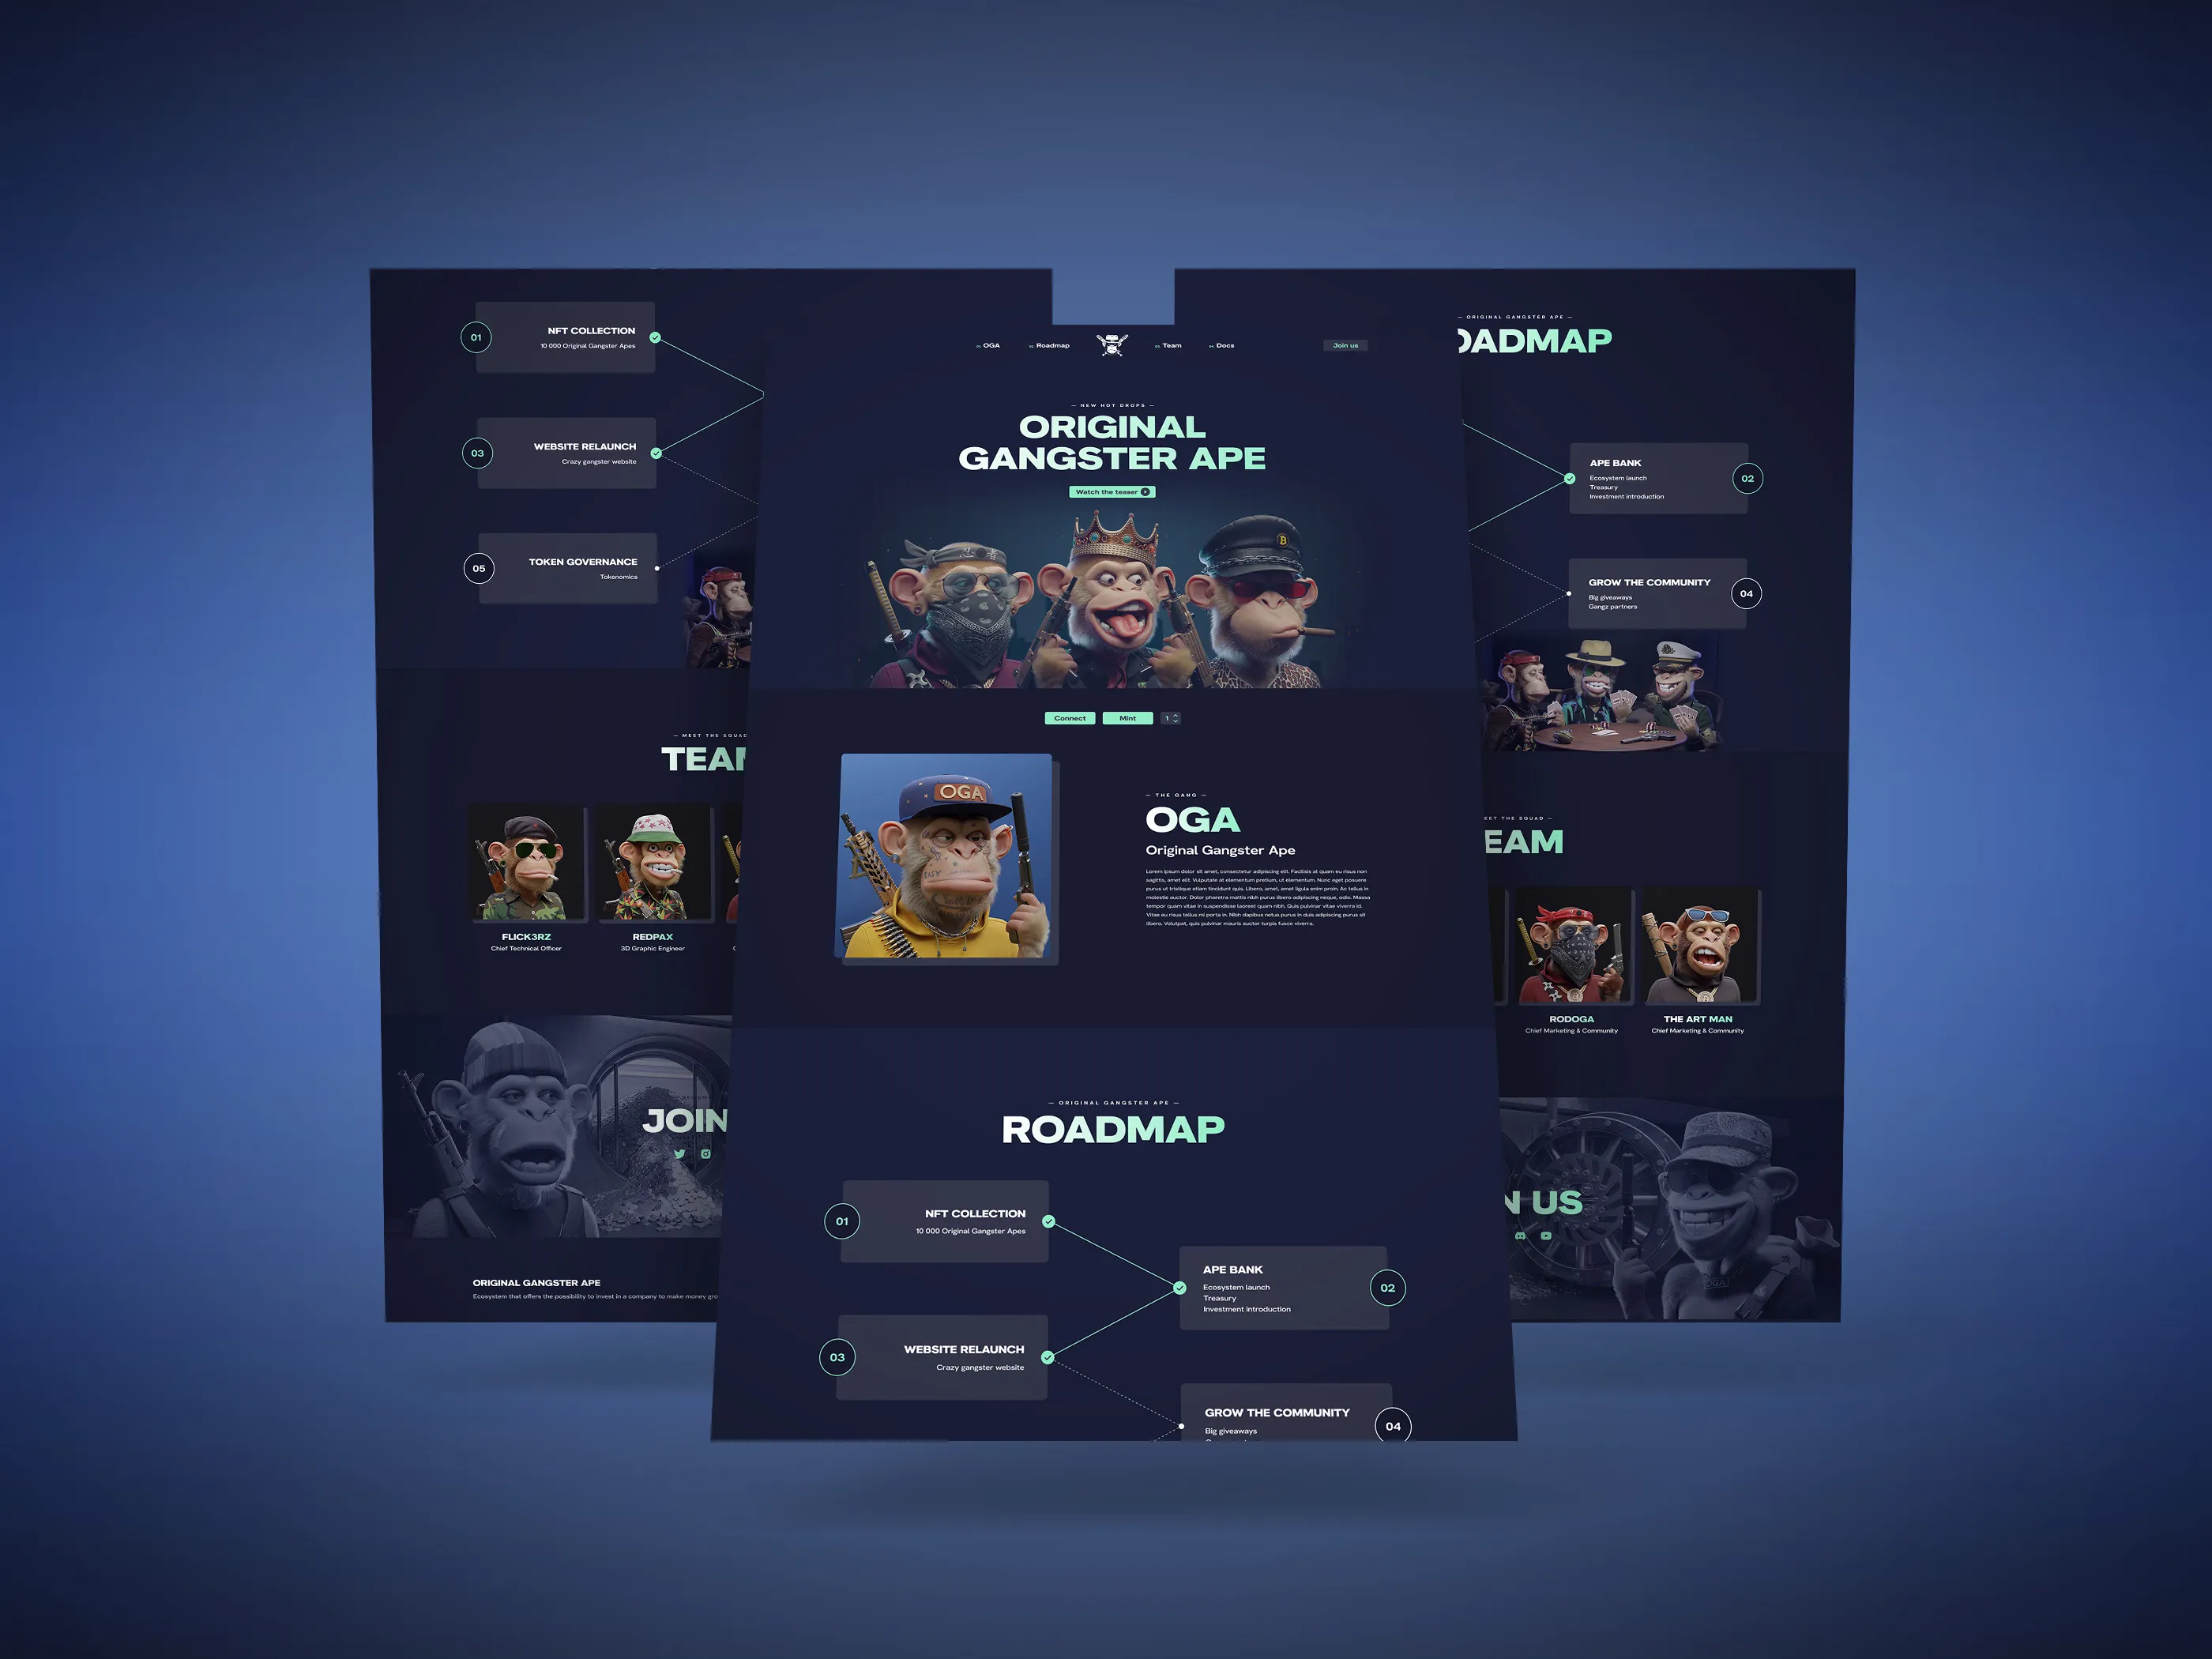 01
NFT COLLECTION
10 000 Original Gangster Apes
03
WEBSITE RELAUNCH
Crazy gangster website
05
TOKEN GOVERNANCE
Tokenomics
— MEET THE SQUAD
TEAM
FLICK3RZ
Chief Technical Officer
REDPAX
3D Graphic Engineer
JOIN
ORIGINAL GANGSTER APE
Ecosystem that offers the possibility to invest in a company to make money gro
OGA
Roadmap
Team
Docs
Join us
— NEW HOT DROPS —
ORIGINAL
GANGSTER APE
Watch the teaser
Connect
Mint
1
OGA
EASY
— THE GANG —
OGA
Original Gangster Ape
Lorem ipsum dolor sit amet, consectetur adipiscing elit. Facilisis at quam eu risus non
sagittis, amet elit. Vulputate at elementum pretium, ut elementum. Nunc eget posuere
purus ut tristique etiam tincidunt quis. Libero, amet, amet ligula enim proin. Ac tellus in
molestie auctor. Dolor pharetra mattis nibh purus libero adipiscing neque, odio. Massa
tempor quam vitae in suspendisse laoreet quam nibh. Quis pulvinar vitae viverra id.
Vitae eu risus tellus mi porta in. Nibh dapibus netus purus in duis adipiscing purus sit
libero. Volutpat, quis pulvinar mauris auctor turpis fusce viverra.
— ORIGINAL GANGSTER APE —
ROADMAP
01
NFT COLLECTION
10 000 Original Gangster Apes
APE BANK
Ecosystem launch
Treasury
Investment introduction
02
03
WEBSITE RELAUNCH
Crazy gangster website
GROW THE COMMUNITY
Big giveaways
04
— ORIGINAL GANGSTER APE —
OADMAP
APE BANK
Ecosystem launch
Treasury
Investment introduction
02
GROW THE COMMUNITY
Big giveaways
Gangz partners
04
EET THE SQUAD —
EAM
RODOGA
Chief Marketing & Community
THE ART MAN
Chief Marketing & Community
N US